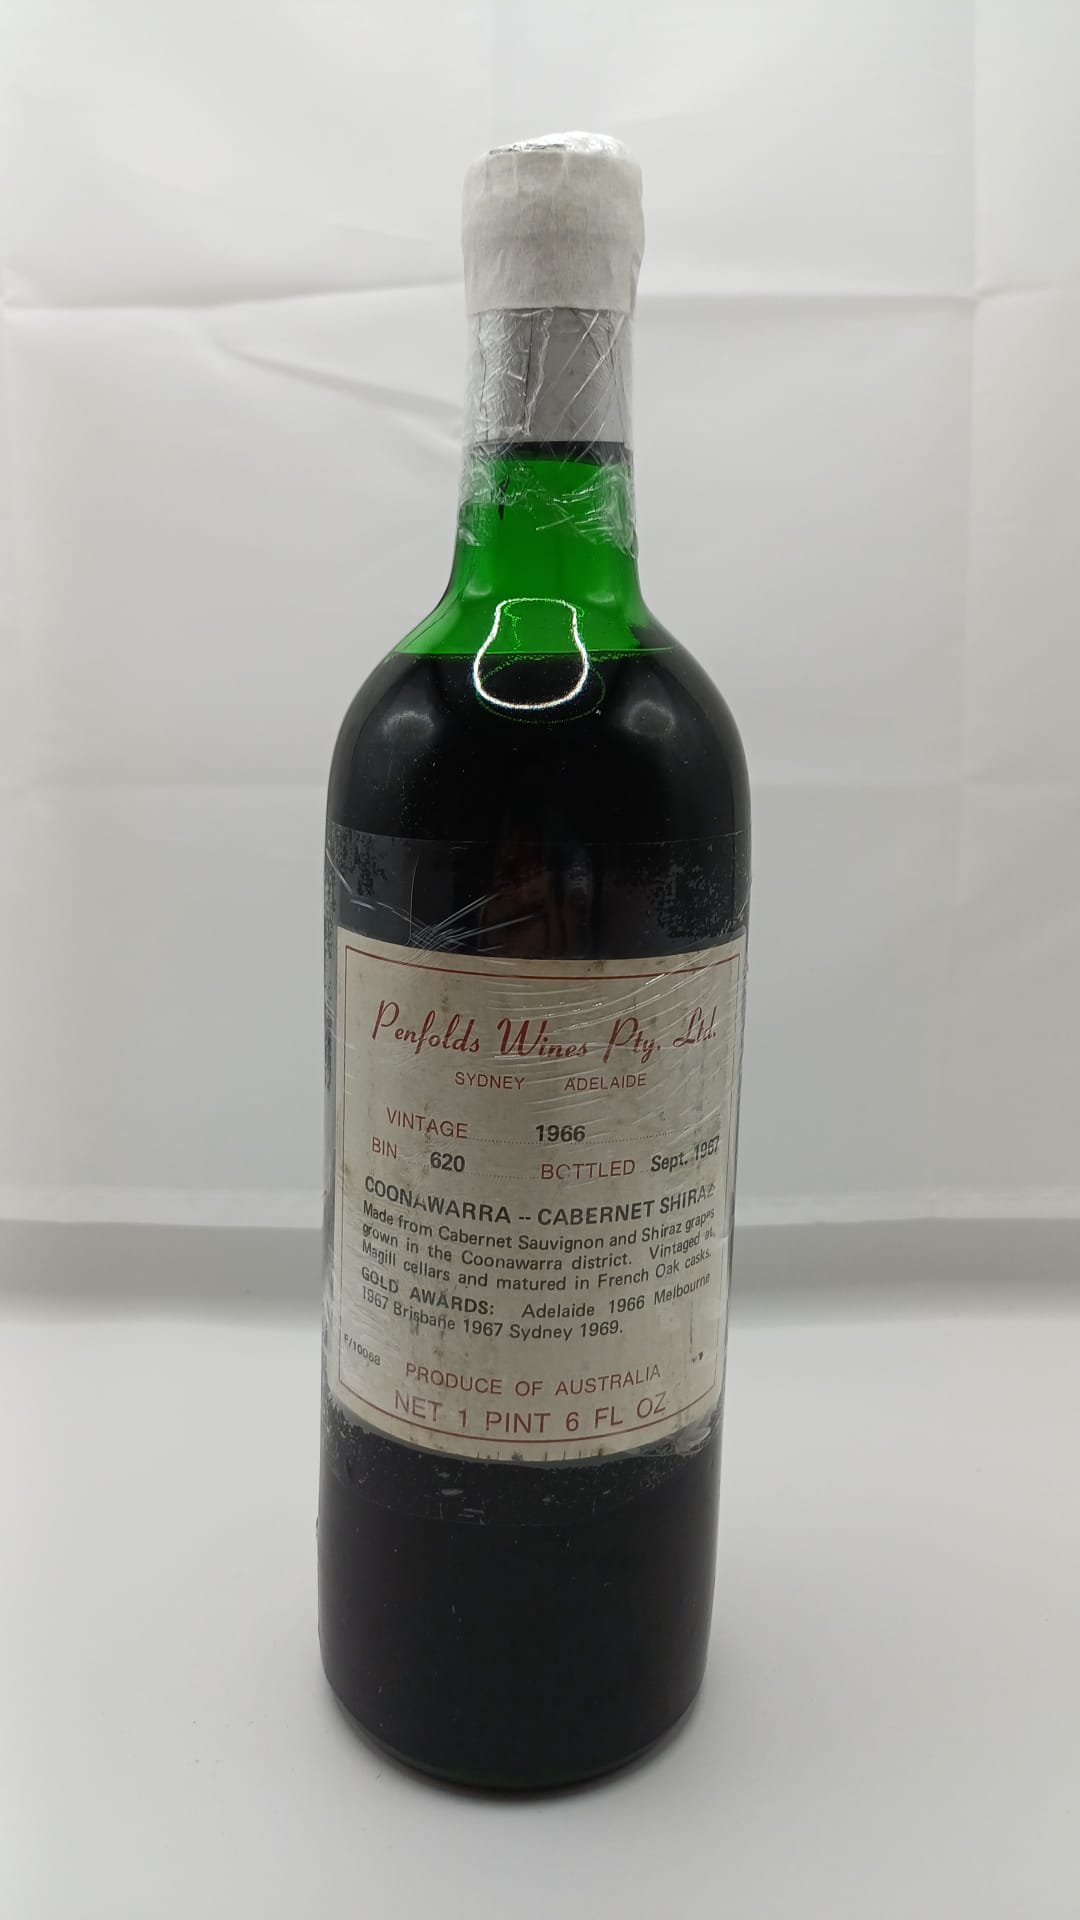 Penfolds Wines Pty. Ltd.
SYDNEY ADELAIDE
VINTAGE 1966
BIN 620 BOTTLED Sept. 1967
COONAWARRA -- CABERNET SHIRAZ
Made from Cabernet Sauvignon and Shiraz grapes
grown in the Coonawarra district. Vintaged at
Magill cellars and matured in French Oak casks.
GOLD AWARDS: Adelaide 1966 Melbourne
1967 Brisbane 1967 Sydney 1969.
F/10068
PRODUCE OF AUSTRALIA
NET 1 PINT 6 FL OZ